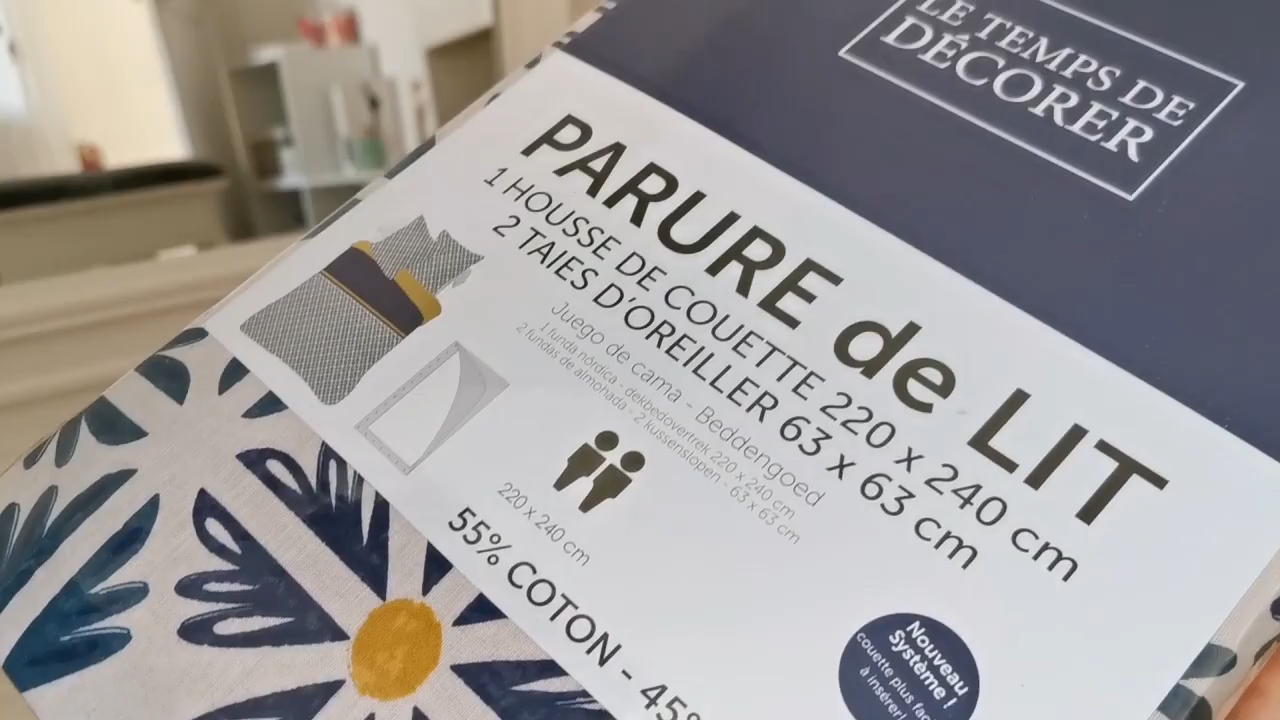 LE TEMPS DE
DÉCORER
PARURE de LIT
1 HOUSSE DE COUETTE 220 x 240 cm
2 TAIES D'OREILLER 63 x 63 cm
Juego de cama - Beddengoed
1 funda nórdica - dekbedovertrek 220 x 240 cm
2 fundas de almohada - 2 kussenslopen - 63 x 63 cm
220 x 240 cm
55% COTON - 45%
Nouveau
Système !
couette plus fac
à insérer!